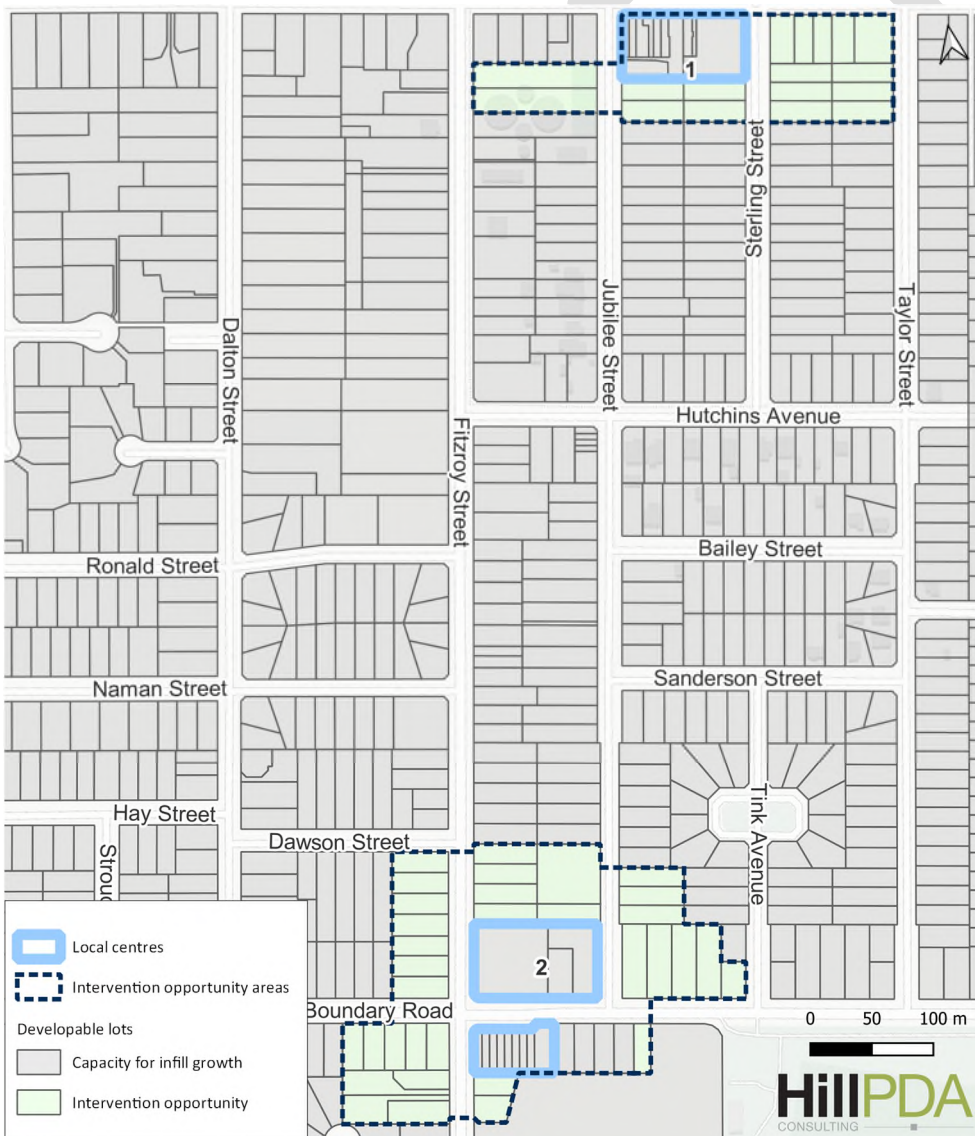 1
Sterling Street
Jubilee Street
Taylor Street
Dalton Street
Hutchins Avenue
Fitzroy Street
Bailey Street
Ronald Street
Sanderson Street
Naman Street
Tink Avenue
Hay Street
Dawson Street
Strouc
2
Boundary Road
Local centres
Intervention opportunity areas
Developable lots
Capacity for infill growth
Intervention opportunity
0 50 100 m
HillPDA
CONSULTING